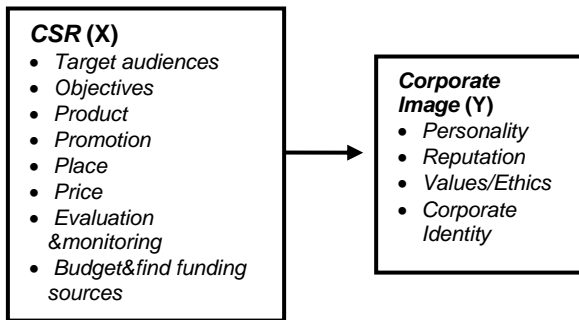 CSR (X)
• Target audiences
• Objectives
• Product
• Promotion
• Place
• Price
• Evaluation
&monitoring
• Budget&find funding
sources
Corporate
Image (Y)
• Personality
• Reputation
• Values/Ethics
• Corporate
Identity